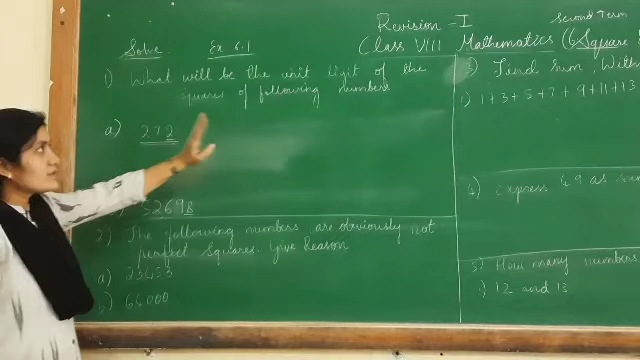 Second Term
Revision - I
Class VIII Mathematics (6 Square
Solve Ex 6.1
1) What will be the unit digit of the
squares of following numbers
a) 272
52698
2) The following numbers are obviously not
perfect squares. Give Reason
a) 23453
b) 64000
3) Find sum, With
i) 1 + 3 + 5 + 7 + 9 + 11 + 13
4) Express 49 as sum
5) How many numbers
i) 12 and 13